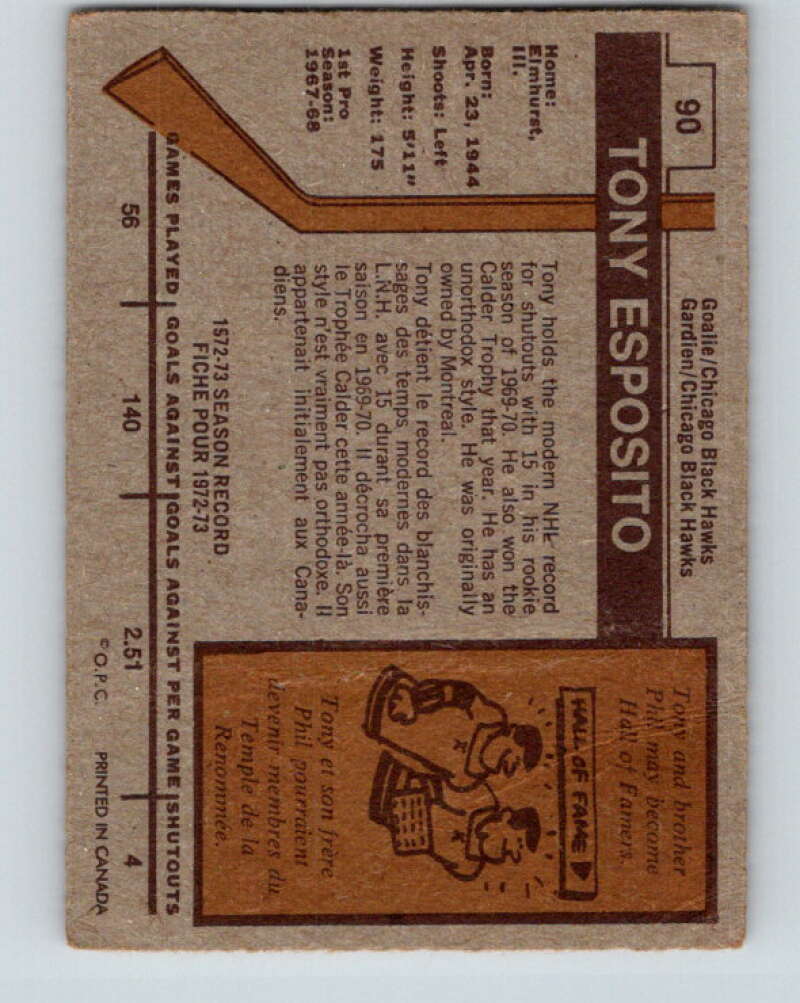 90
Goalie/Chicago Black Hawks
Gardien/Chicago Black Hawks
TONY ESPOSITO
Home:
Elmhurst,
Ill.
Born:
Apr. 23, 1944
Shoots: Left
Height: 5'11"
Weight: 175
1st Pro
Season:
1967-68
Tony holds the modern NHL record
for shutouts with 15 in his rookie
season of 1969-70. He also won the
Calder Trophy that year. He has an
unorthodox style. He was originally
owned by Montreal.
Tony détient le record des blanchis-
sages des temps modernes dans la
L.N.H. avec 15 durant sa première
saison en 1969-70. Il décrocha aussi
le Trophée Calder cette année-là. Son
style n'est vraiment pas orthodoxe. Il
appartenait initialement aux Cana-
diens.
Tony and brother
Phil may become
Hall of Famers.
HALL OF FAME
Tony et son frère
Phil pourraient
devenir membres du
Temple de la
Renommée.
1972-73 SEASON RECORD
FICHE POUR 1972-73
GAMES PLAYED GOALS AGAINST GOALS AGAINST PER GAME SHUTOUTS
56 140 2.51 4
© O.P.C. PRINTED IN CANADA